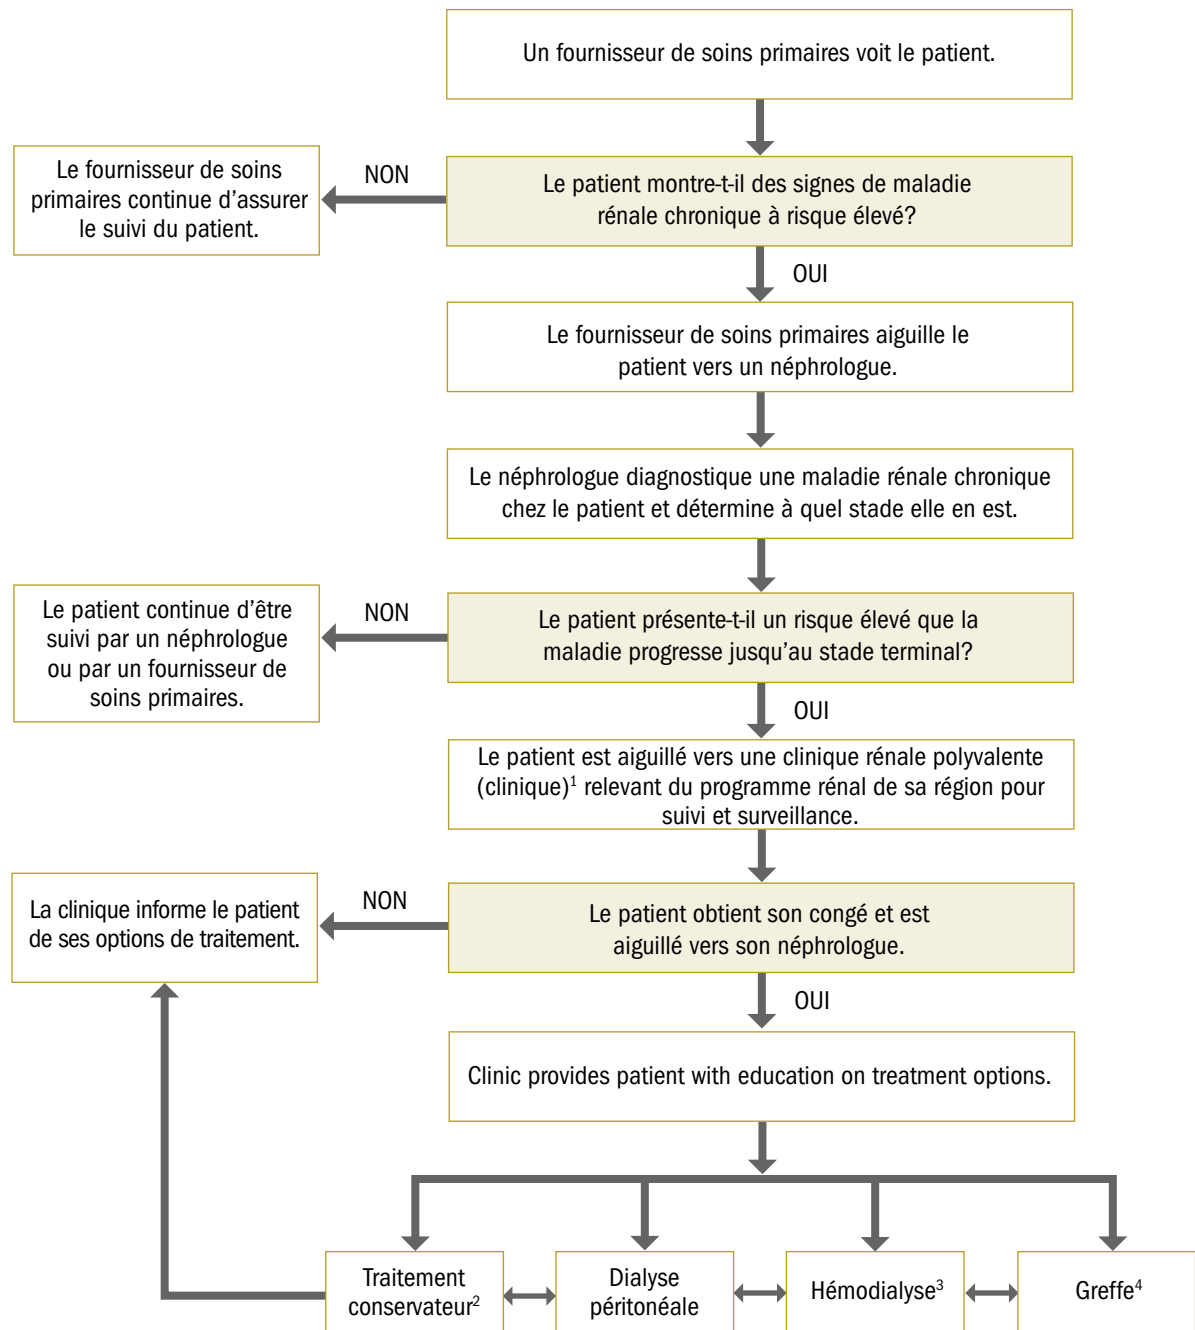 Un fournisseur de soins primaires voit le patient.
Le patient montre-t-il des signes de maladie
rénale chronique à risque élevé?
NON
Le fournisseur de soins
primaires continue d'assurer
le suivi du patient.
OUI
Le fournisseur de soins primaires aiguille le
patient vers un néphrologue.
Le néphrologue diagnostique une maladie rénale chronique
chez le patient et détermine à quel stade elle en est.
Le patient présente-t-il un risque élevé que la
maladie progresse jusqu'au stade terminal?
NON
Le patient continue d'être
suivi par un néphrologue
ou par un fournisseur de
soins primaires.
OUI
Le patient est aiguillé vers une clinique rénale polyvalente
(clinique)¹ relevant du programme rénal de sa région pour
suivi et surveillance.
Le patient obtient son congé et est
aiguillé vers son néphrologue.
NON
La clinique informe le patient
de ses options de traitement.
OUI
Clinic provides patient with education on treatment options.
Traitement
conservateur²
Dialyse
péritonéale
Hémodialyse³
Greffe⁴